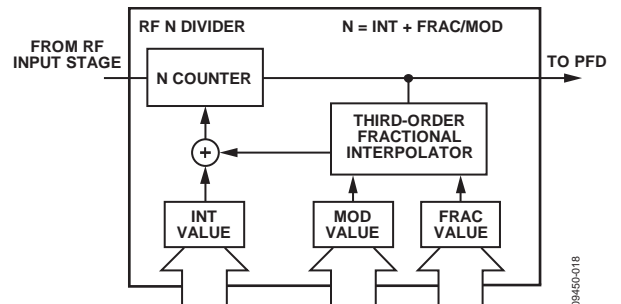 RF N DIVIDER
N = INT + FRAC/MOD
FROM RF
INPUT STAGE
TO PFD
N COUNTER
THIRD-ORDER
FRACTIONAL
INTERPOLATOR
+
INT
VALUE
MOD
VALUE
FRAC
VALUE
09450-018